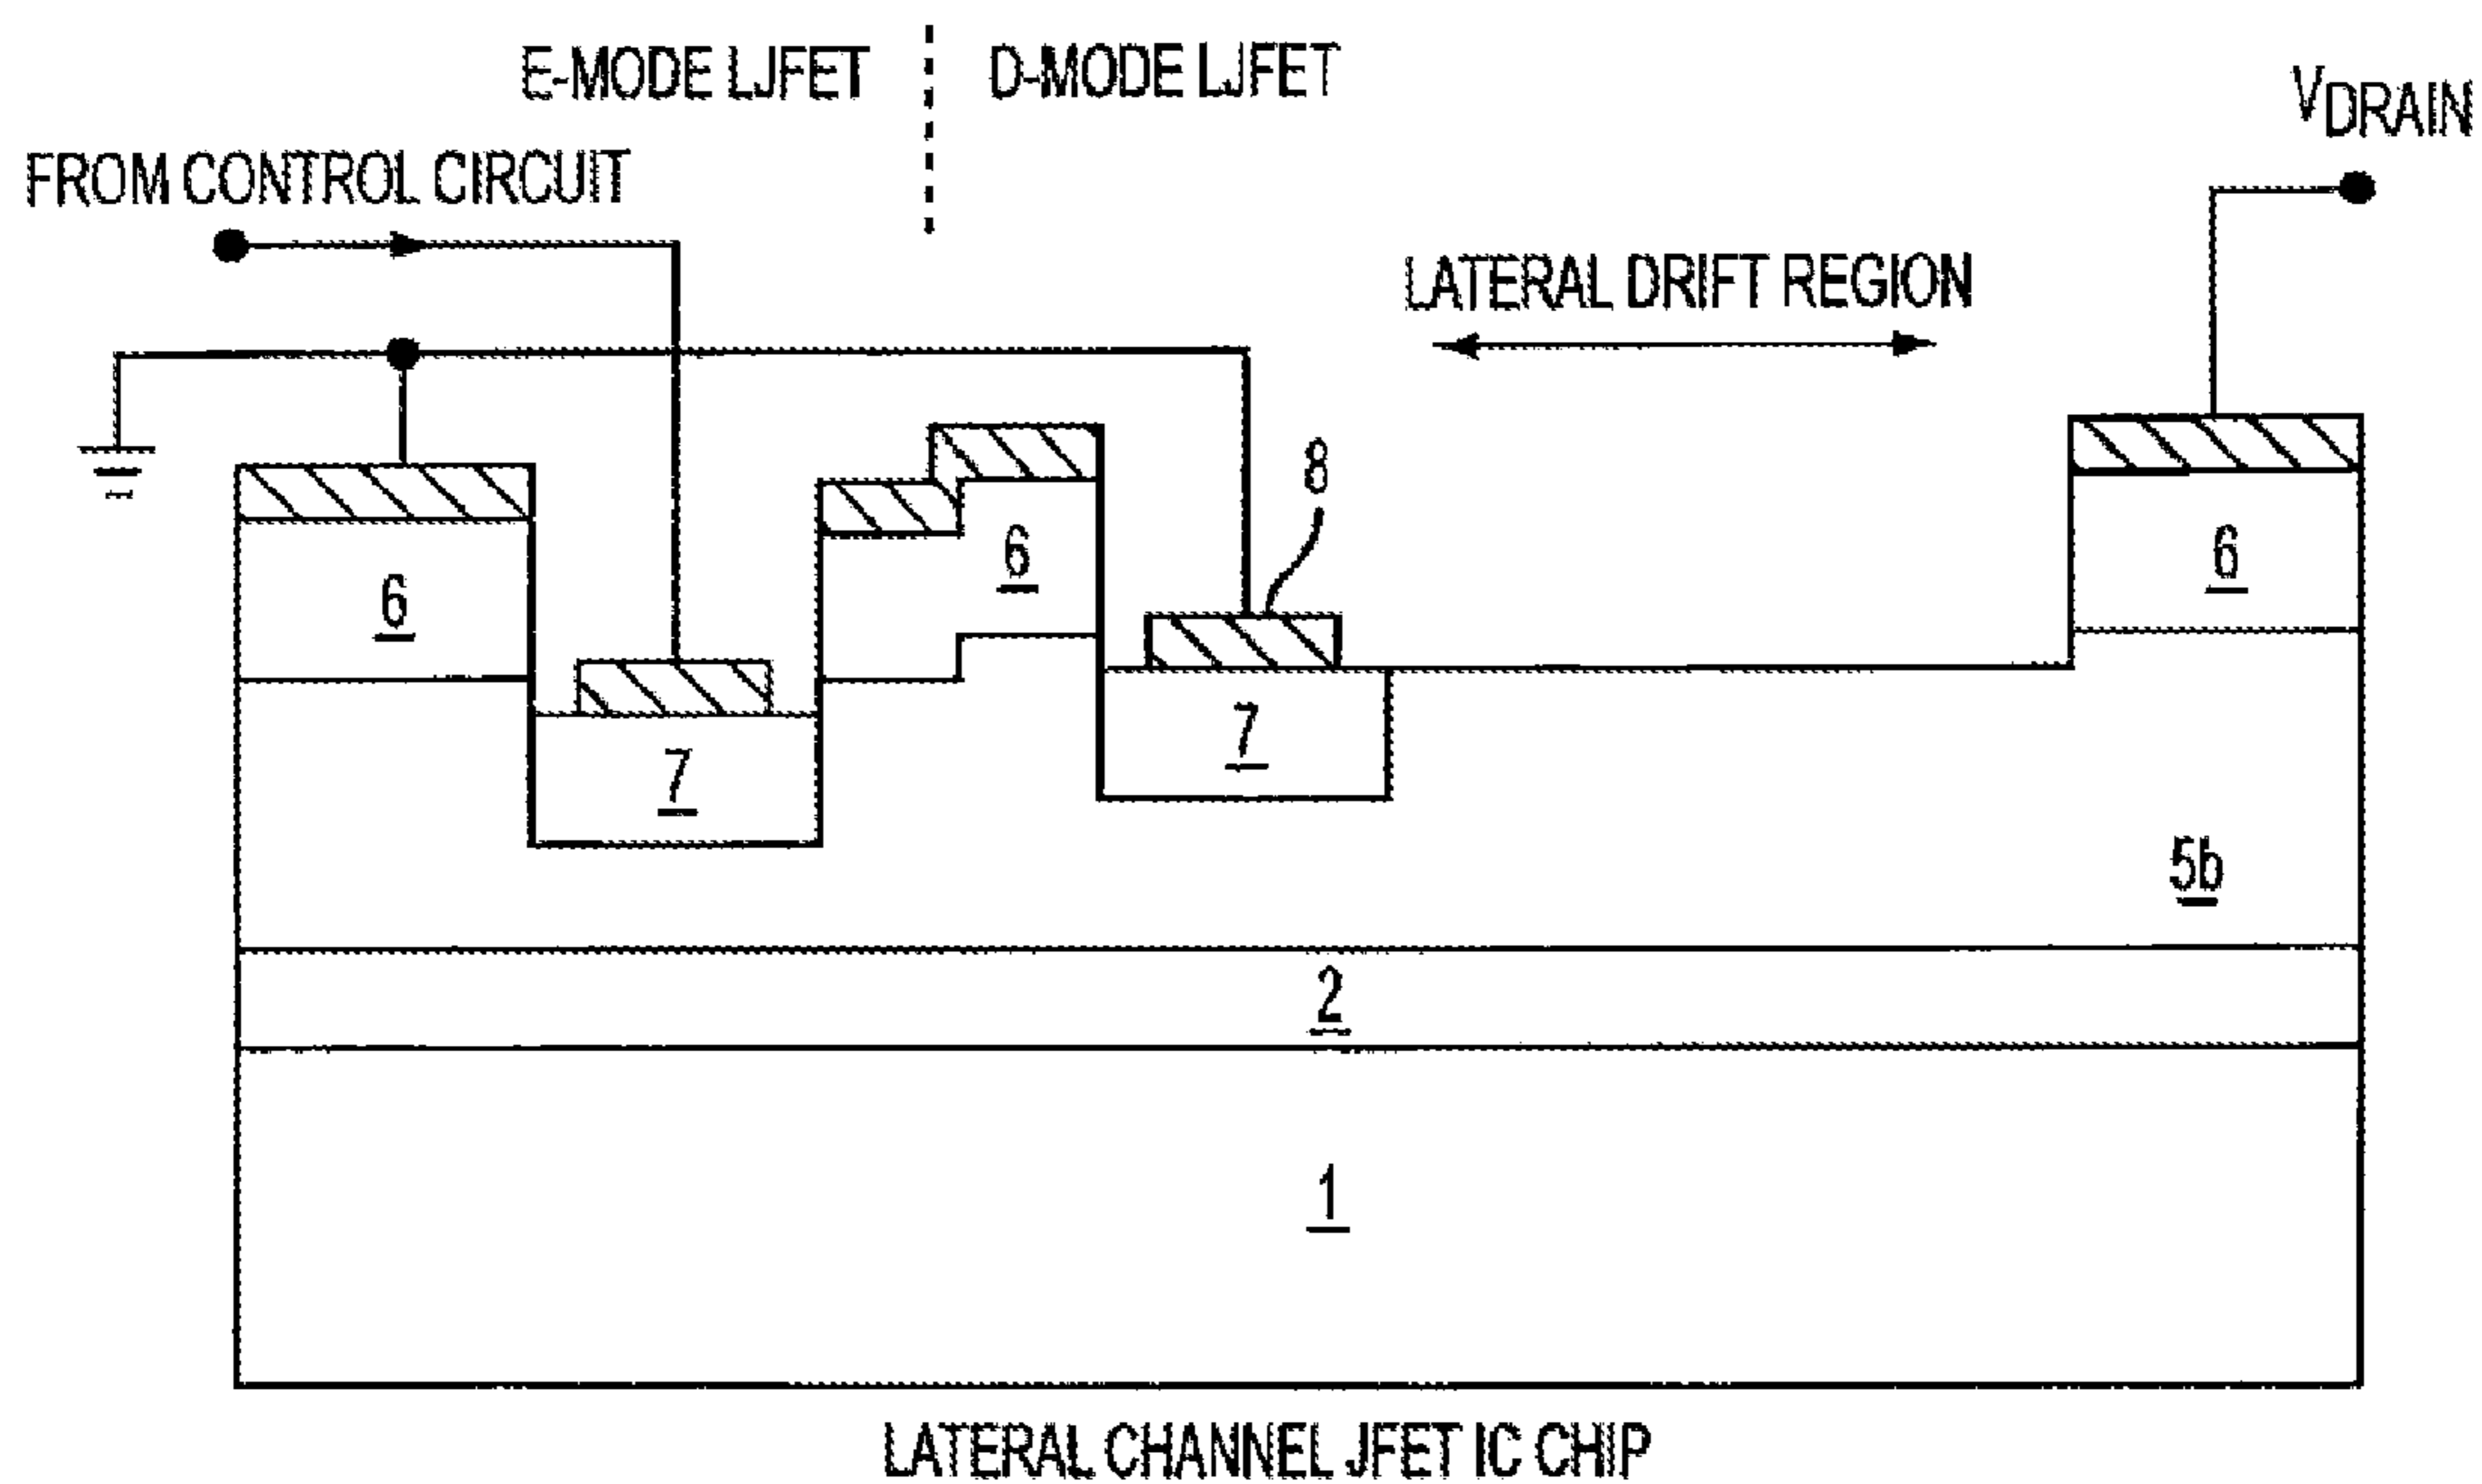 E-MODE LJFET
D-MODE LJFET
VDRAIN
FROM CONTROL CIRCUIT
LATERAL DRIFT REGION
8
6
6
6
7
7
5b
2
1
LATERAL CHANNEL JFET IC CHIP